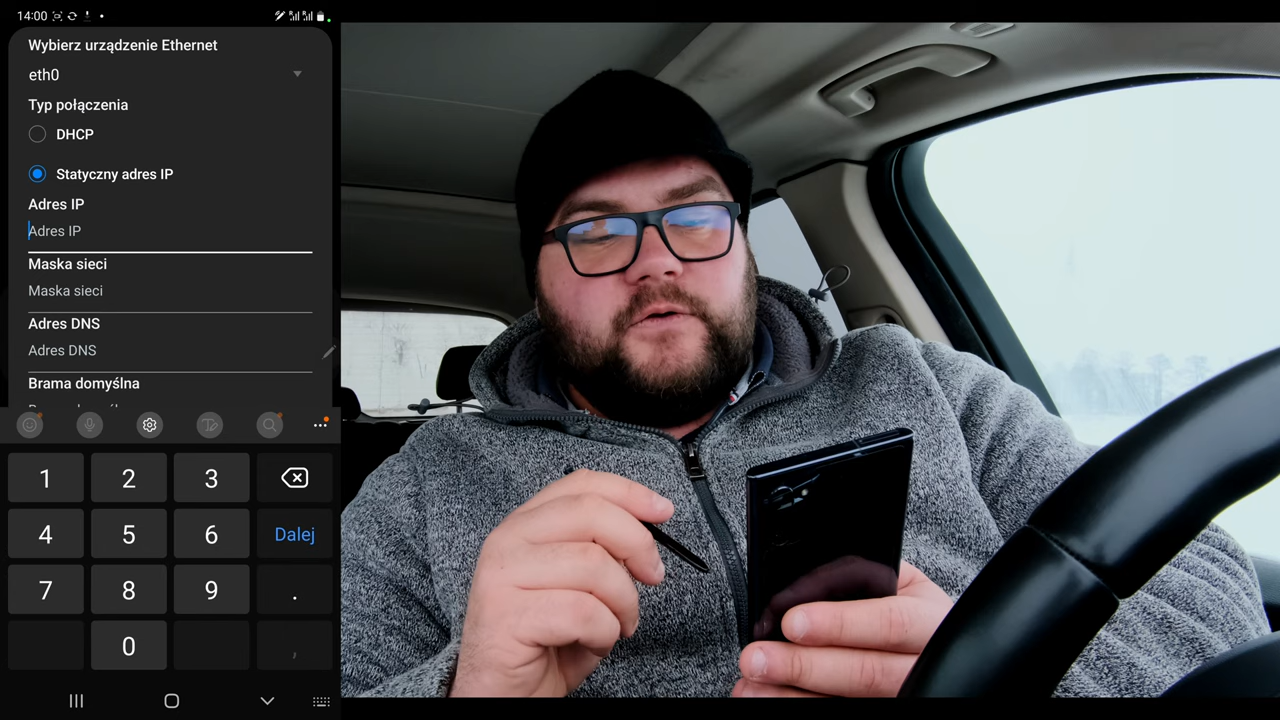 14:00
Wybierz urządzenie Ethernet
eth0
Typ połączenia
DHCP
Statyczny adres IP
Adres IP
Adres IP
Maska sieci
Maska sieci
Adres DNS
Adres DNS
Brama domyślna
1 2 3
4 5 6 Dalej
7 8 9 .
0 ,